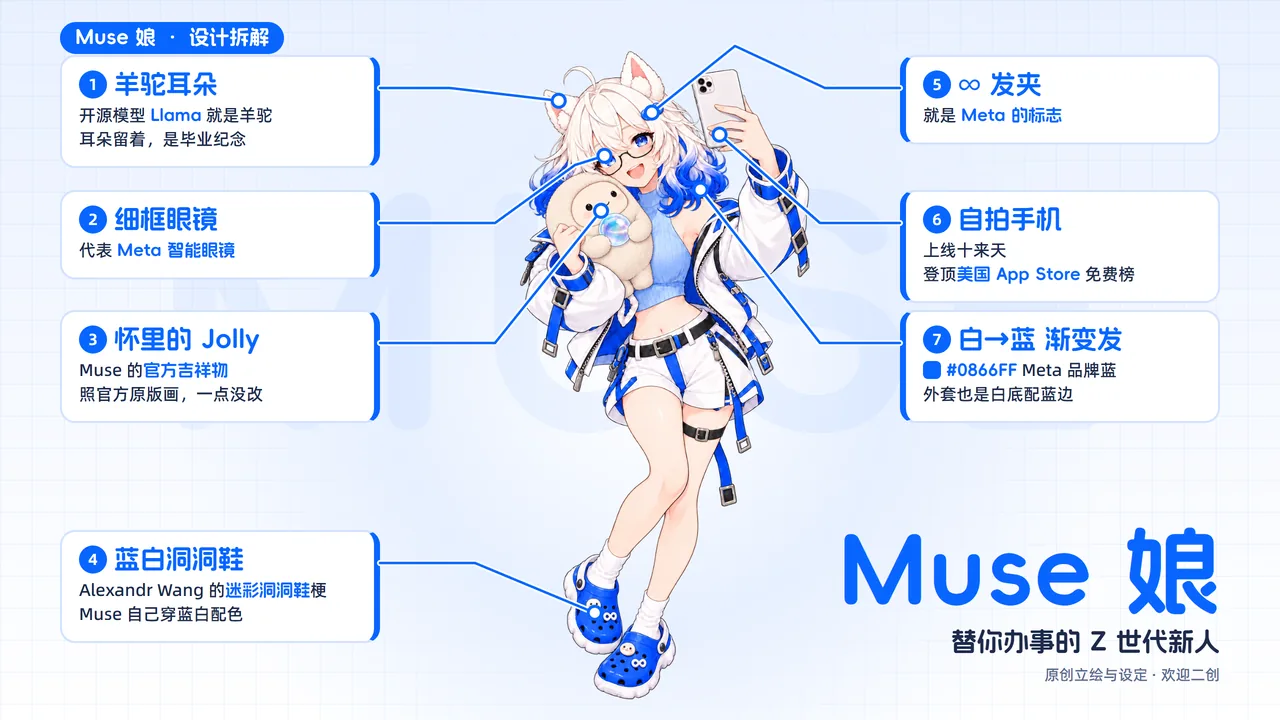 Muse 娘 · 设计拆解
1 羊驼耳朵
开源模型 Llama 就是羊驼
耳朵留着，是毕业纪念
2 细框眼镜
代表 Meta 智能眼镜
3 怀里的 Jolly
Muse 的官方吉祥物
照官方原版画，一点没改
4 蓝白洞洞鞋
Alexandr Wang 的迷彩洞洞鞋梗
Muse 自己穿蓝白配色
5 ∞ 发夹
就是 Meta 的标志
6 自拍手机
上线十来天
登顶美国 App Store 免费榜
7 白→蓝 渐变发
#0866FF Meta 品牌蓝
外套也是白底配蓝边
MUSE
Muse 娘
替你办事的 Z 世代新人
原创立绘与设定 · 欢迎二创